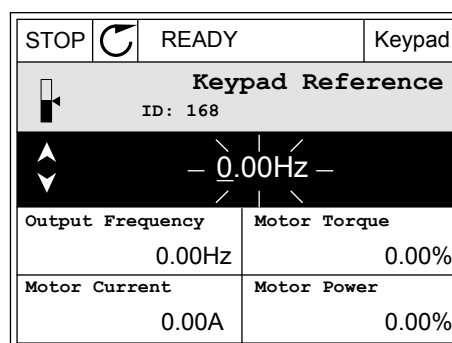 STOP READY Keypad
Keypad Reference
ID: 168
0.00Hz
Output Frequency Motor Torque
0.00Hz 0.00%
Motor Current Motor Power
0.00A 0.00%